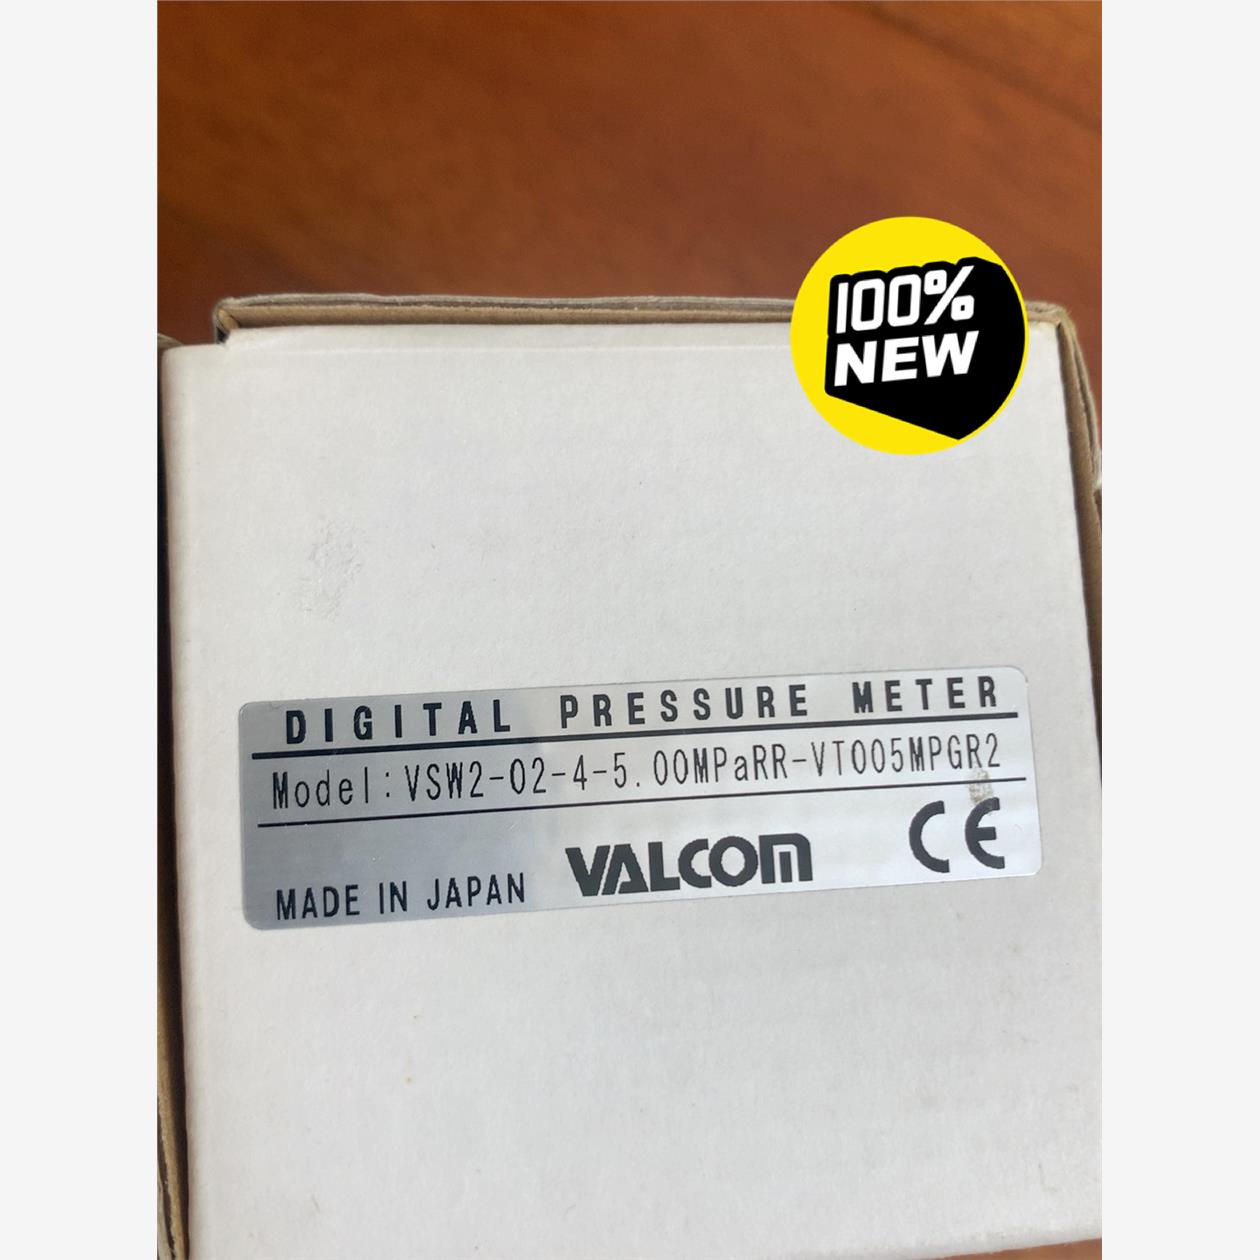 100%
NEW
DIGITAL PRESSURE METER
Model:VSW2-02-4-5.00MPaRR-VT005MPGR2
MADE IN JAPAN VALCOM CE